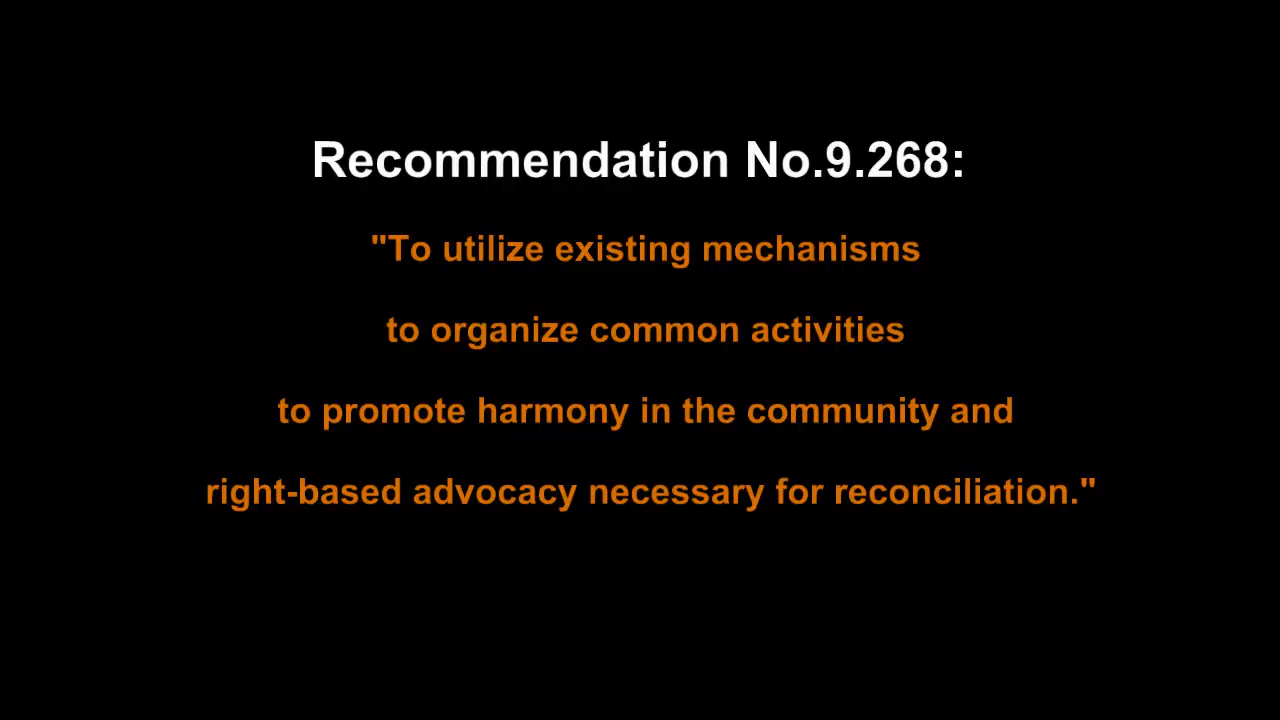 Recommendation No.9.268:
"To utilize existing mechanisms
to organize common activities
to promote harmony in the community and
right-based advocacy necessary for reconciliation."